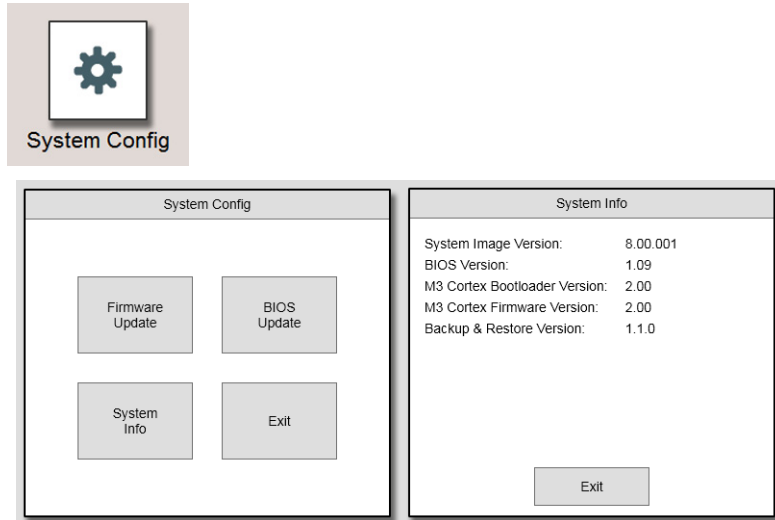 System Config
System Config
Firmware
Update
BIOS
Update
System
Info
Exit
System Info
System Image Version: 8.00.001
BIOS Version: 1.09
M3 Cortex Bootloader Version: 2.00
M3 Cortex Firmware Version: 2.00
Backup & Restore Version: 1.1.0
Exit